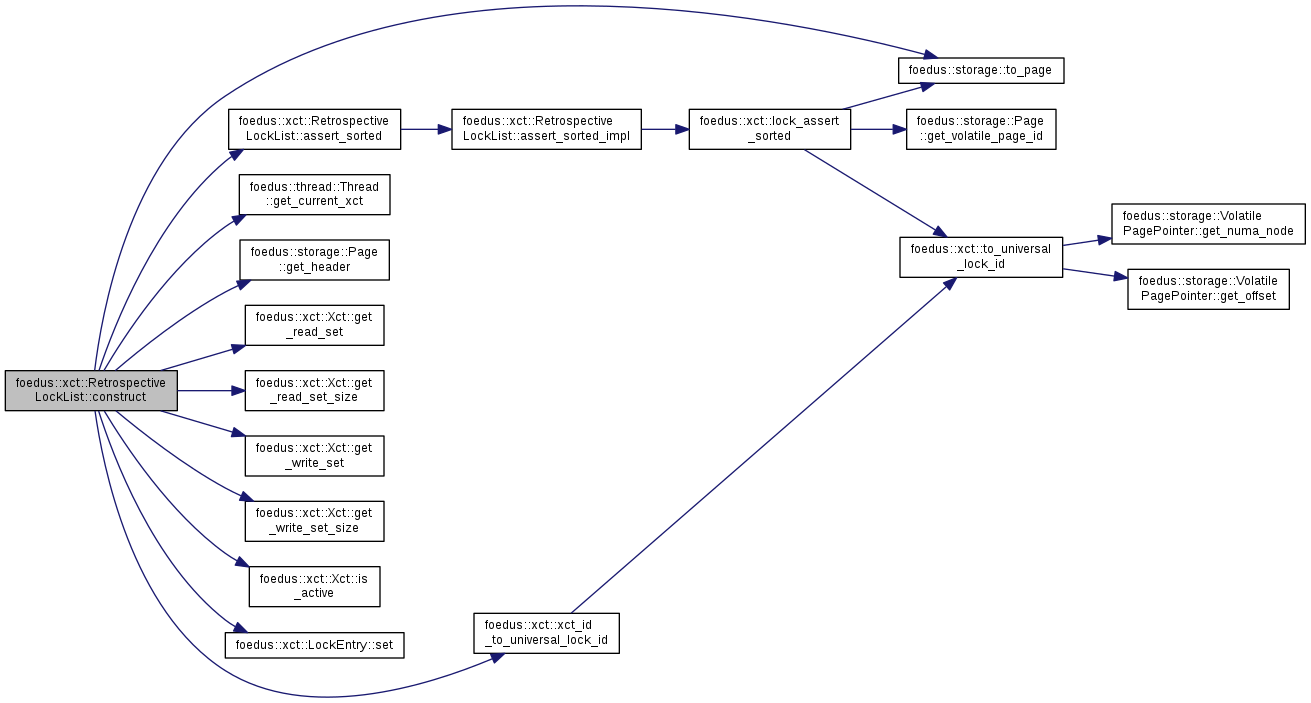 foedus::storage::to_page
foedus::xct::Retrospective
LockList::assert_sorted
foedus::xct::Retrospective
LockList::assert_sorted_impl
foedus::xct::lock_assert
_sorted
foedus::storage::Page
::get_volatile_page_id
foedus::thread::Thread
::get_current_xct
foedus::storage::Volatile
PagePointer::get_numa_node
foedus::storage::Page
::get_header
foedus::xct::to_universal
_lock_id
foedus::storage::Volatile
PagePointer::get_offset
foedus::xct::Xct::get
_read_set
foedus::xct::Retrospective
LockList::construct
foedus::xct::Xct::get
_read_set_size
foedus::xct::Xct::get
_write_set
foedus::xct::Xct::get
_write_set_size
foedus::xct::Xct::is
_active
foedus::xct::LockEntry::set
foedus::xct::xct_id
_to_universal_lock_id